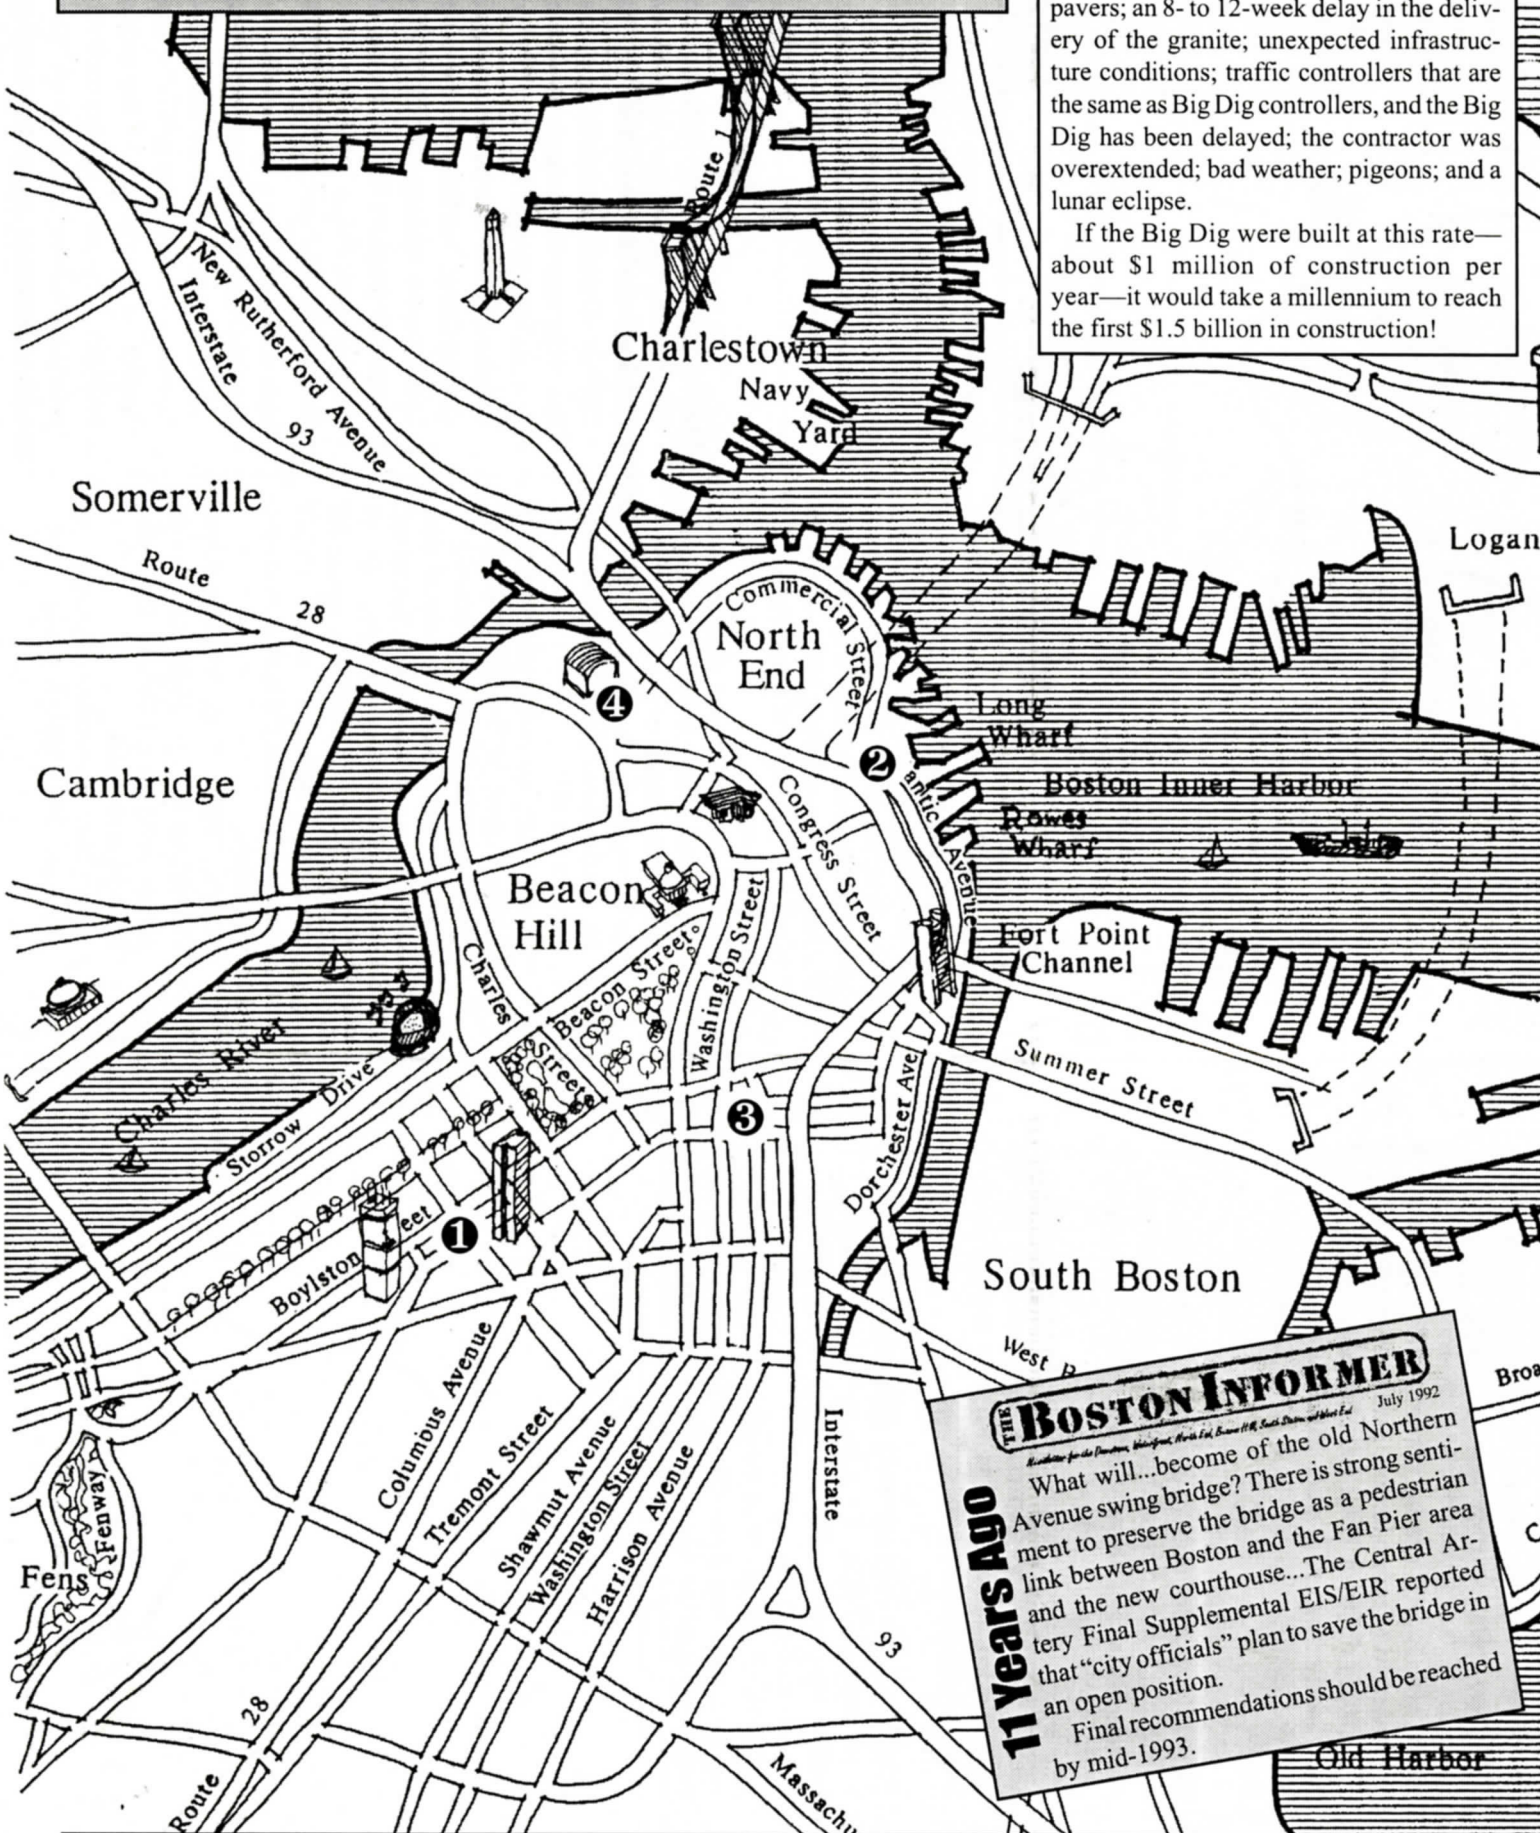 pavers; an 8- to 12-week delay in the deliv-
ery of the granite; unexpected infrastruc-
ture conditions; traffic controllers that are
the same as Big Dig controllers, and the Big
Dig has been delayed; the contractor was
overextended; bad weather; pigeons; and a
lunar eclipse.
If the Big Dig were built at this rate—
about $1 million of construction per
year—it would take a millennium to reach
the first $1.5 billion in construction!
Route 1
New Rutherford Avenue
Interstate
93
Charlestown
Navy
Yard
Somerville
Route
28
Logan
Commercial Street
North
End
4
Long
Wharf
2
Cambridge
antic Avenue
Boston Inner Harbor
Congress Street
Rowes
Wharf
Beacon
Hill
Washington Street
Fort Point
Channel
Charles
Street
Beacon Street
Charles River
Storrow Drive
Summer Street
3
Dorchester Ave
1
Boylston
eet
South Boston
West B
Broa
Columbus Avenue
Tremont Street
Shawmut Avenue
Washington Street
Harrison Avenue
Interstate
93
Fenway
Fens
28
Route
Massachu
THE BOSTON INFORMER
July 1992
11 Years Ago
What will...become of the old Northern
Avenue swing bridge? There is strong senti-
ment to preserve the bridge as a pedestrian
link between Boston and the Fan Pier area
and the new courthouse...The Central Ar-
tery Final Supplemental EIS/EIR reported
that “city officials” plan to save the bridge in
an open position.
Final recommendations should be reached
by mid-1993.
Old Harbor